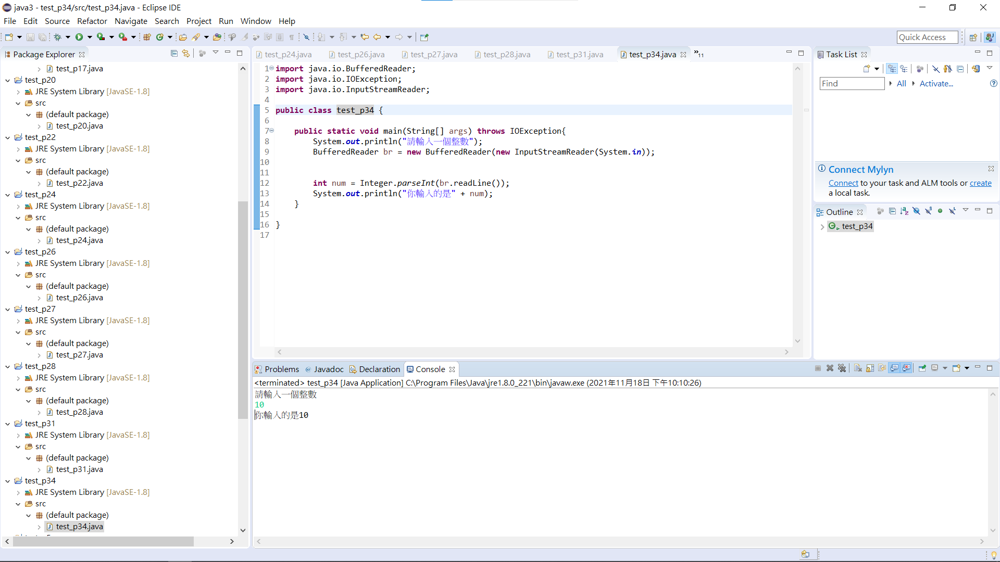 java3 - test_p34/src/test_p34.java - Eclipse IDE
File Edit Source Refactor Navigate Search Project Run Window Help
Quick Access
Package Explorer
test_p17.java
test_p20
JRE System Library [JavaSE-1.8]
src
(default package)
test_p20.java
test_p22
JRE System Library [JavaSE-1.8]
src
(default package)
test_p22.java
test_p24
JRE System Library [JavaSE-1.8]
src
(default package)
test_p24.java
test_p26
JRE System Library [JavaSE-1.8]
src
(default package)
test_p26.java
test_p27
JRE System Library [JavaSE-1.8]
src
(default package)
test_p27.java
test_p28
JRE System Library [JavaSE-1.8]
src
(default package)
test_p28.java
test_p31
JRE System Library [JavaSE-1.8]
src
(default package)
test_p31.java
test_p34
JRE System Library [JavaSE-1.8]
src
(default package)
test_p34.java
test_p24.java test_p26.java test_p27.java test_p28.java test_p31.java test_p34.java »11
1 import java.io.BufferedReader;
2 import java.io.IOException;
3 import java.io.InputStreamReader;
4
5 public class test_p34 {
6
7 public static void main(String[] args) throws IOException{
8 System.out.println("請輸入一個整數");
9 BufferedReader br = new BufferedReader(new InputStreamReader(System.in));
10
11
12 int num = Integer.parseInt(br.readLine());
13 System.out.println("你輸入的是" + num);
14 }
15
16 }
17
Task List
Find All Activate...
Connect Mylyn
Connect to your task and ALM tools or create
a local task.
Outline
test_p34
Problems @ Javadoc Declaration Console
<terminated> test_p34 [Java Application] C:\Program Files\Java\jre1.8.0_221\bin\javaw.exe (2021年11月18日 下午10:10:26)
請輸入一個整數
10
你輸入的是10